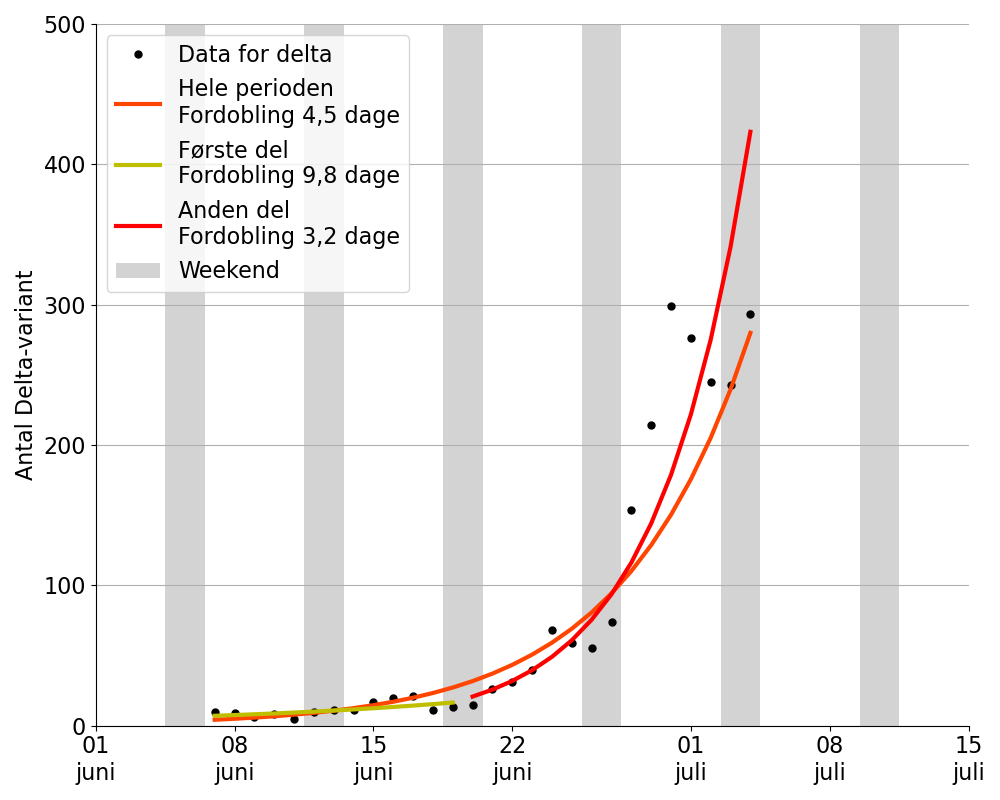 500
400
300
200
100
0
Antal Delta-variant
Data for delta
Hele perioden
Fordobling 4,5 dage
Første del
Fordobling 9,8 dage
Anden del
Fordobling 3,2 dage
Weekend
01 08 15 22 01 08 15
juni juni juni juni juli juli juli